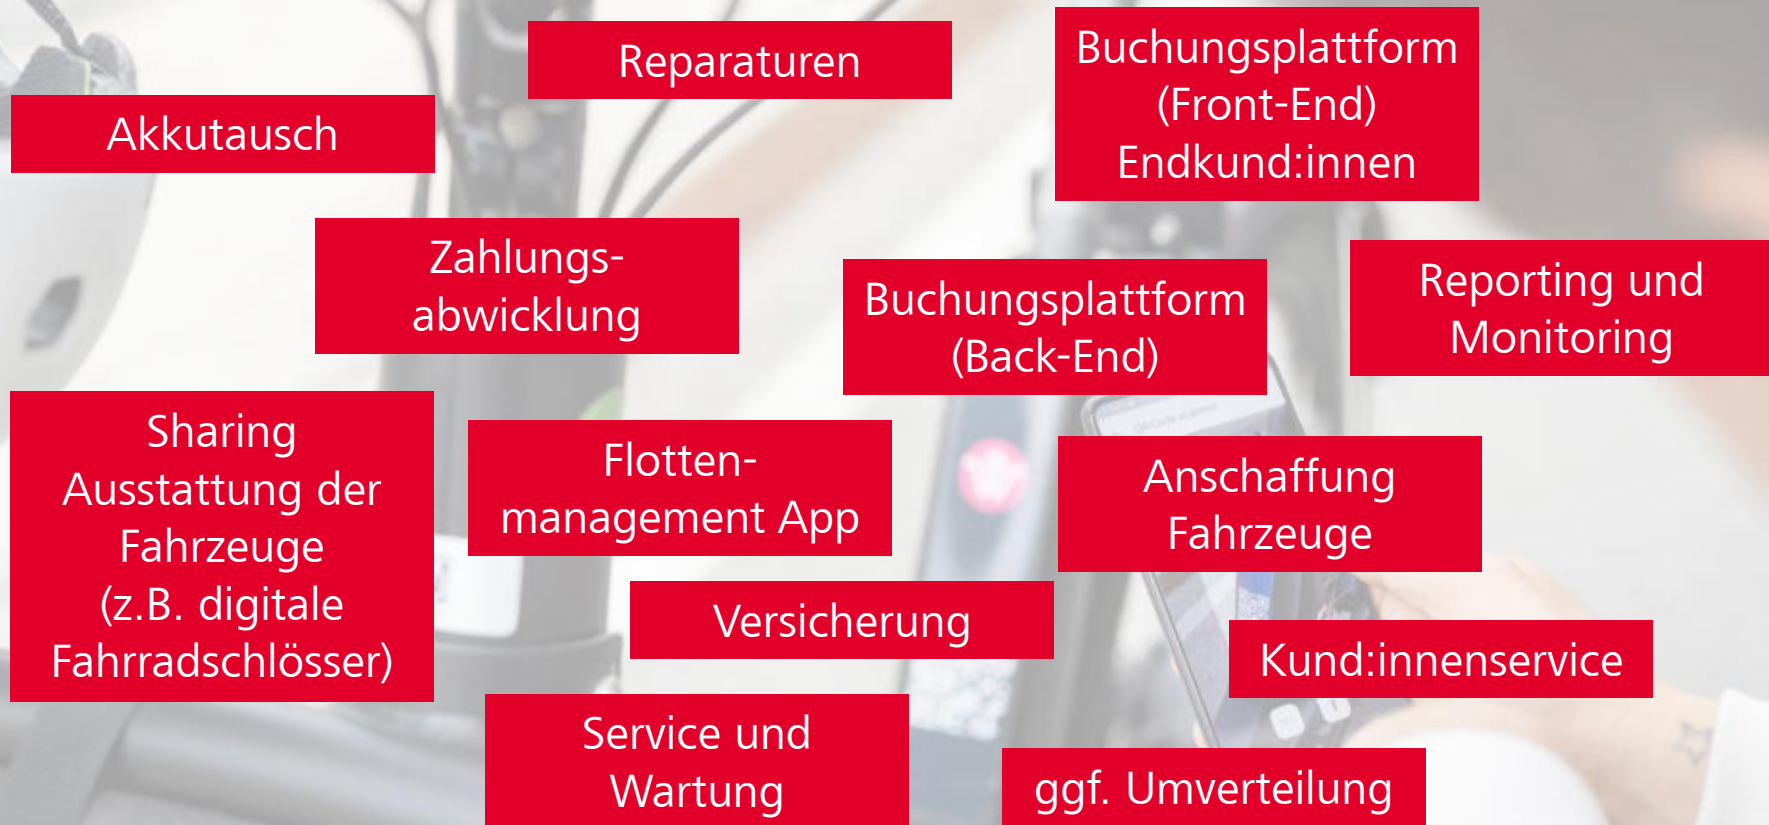 Reparaturen
Buchungsplattform
(Front-End)
Endkund:innen
Akkutausch
Zahlungs-
abwicklung
Buchungsplattform
(Back-End)
Reporting und
Monitoring
Sharing
Ausstattung der
Fahrzeuge
(z.B. digitale
Fahrradschlösser)
Flotten-
management App
Anschaffung
Fahrzeuge
Versicherung
Kund:innenservice
Service und
Wartung
ggf. Umverteilung